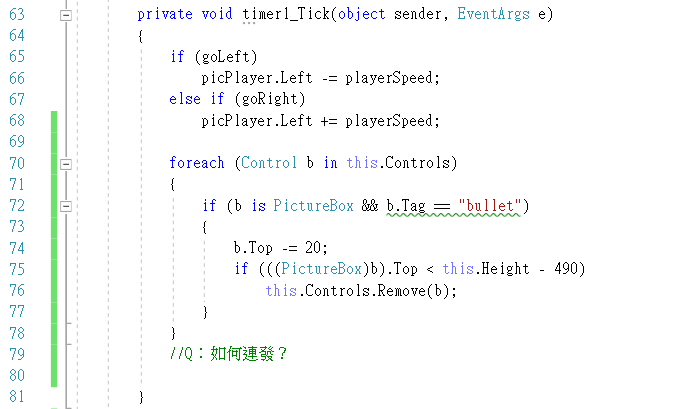 63 private void timer1_Tick(object sender, EventArgs e)
64 {
65 if (goLeft)
66 picPlayer.Left -= playerSpeed;
67 else if (goRight)
68 picPlayer.Left += playerSpeed;
69
70 foreach (Control b in this.Controls)
71 {
72 if (b is PictureBox && b.Tag == "bullet")
73 {
74 b.Top -= 20;
75 if (((PictureBox)b).Top < this.Height - 490)
76 this.Controls.Remove(b);
77 }
78 }
79 //Q：如何連發？
80
81 }